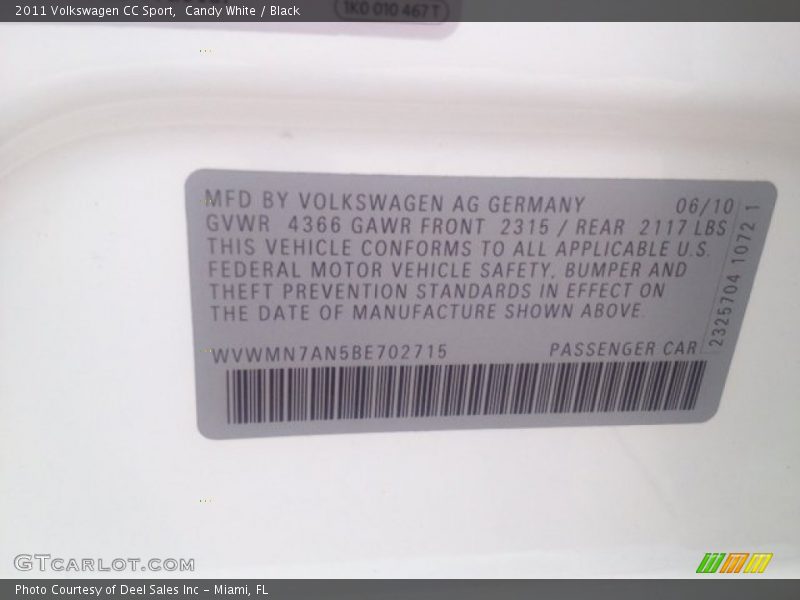 2011 Volkswagen CC Sport, Candy White / Black
1K0 010 467 T
MFD BY VOLKSWAGEN AG GERMANY 06/10
GVWR 4366 GAWR FRONT 2315 / REAR 2117 LBS
THIS VEHICLE CONFORMS TO ALL APPLICABLE U.S.
FEDERAL MOTOR VEHICLE SAFETY, BUMPER AND
THEFT PREVENTION STANDARDS IN EFFECT ON
THE DATE OF MANUFACTURE SHOWN ABOVE.
WVWMN7AN5BE702715 PASSENGER CAR
2325704 1072 1
GTCARLOT.COM
Photo Courtesy of Deel Sales Inc - Miami, FL